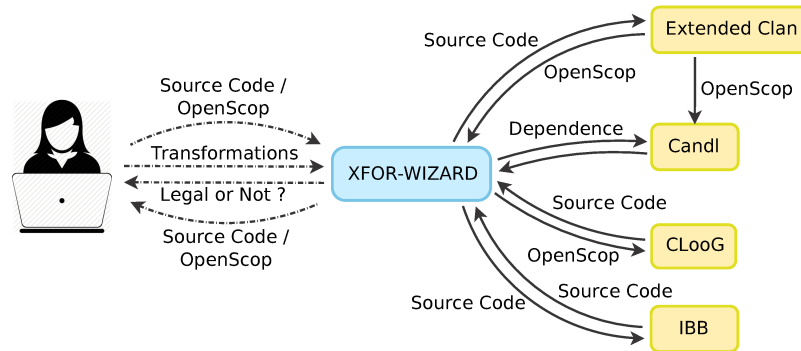 Extended Clan
Source Code
OpenScop
OpenScop
Source Code /
OpenScop
Dependence
Transformations
Candl
XFOR-WIZARD
Legal or Not ?
Source Code
Source Code /
OpenScop
CLooG
OpenScop
Source Code
Source Code
IBB